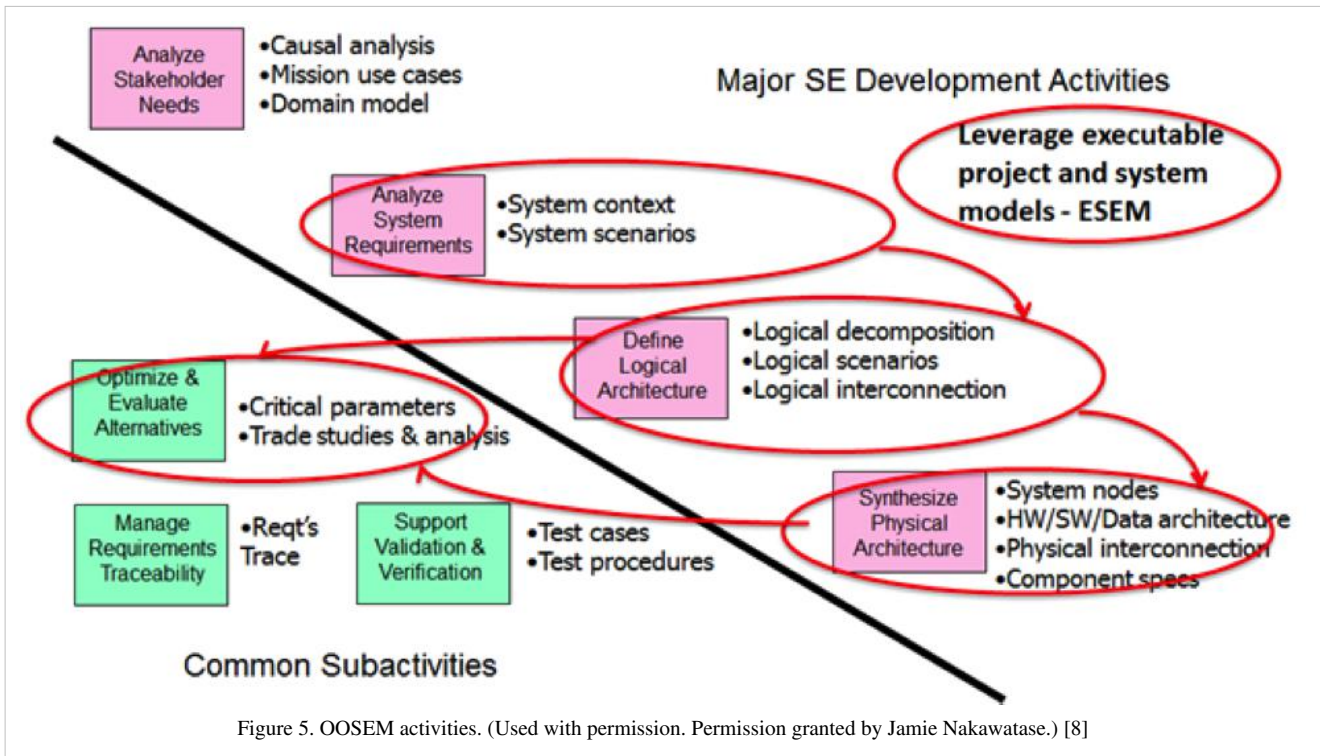 Analyze
Stakeholder
Needs
•Causal analysis
•Mission use cases
•Domain model
Major SE Development Activities
Leverage executable
project and system
models - ESEM
Analyze
System
Requirements
•System context
•System scenarios
Define
Logical
Architecture
•Logical decomposition
•Logical scenarios
•Logical interconnection
Optimize &
Evaluate
Alternatives
•Critical parameters
•Trade studies & analysis
Synthesize
Physical
Architecture
•System nodes
•HW/SW/Data architecture
•Physical interconnection
•Component specs
Manage
Requirements
Traceability
•Reqt's
Trace
Support
Validation &
Verification
•Test cases
•Test procedures
Common Subactivities
Figure 5. OOSEM activities. (Used with permission. Permission granted by Jamie Nakawatase.) [8]